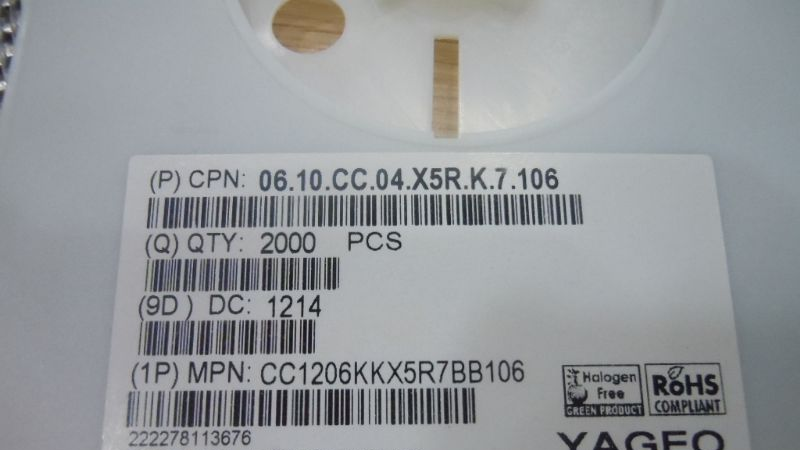 (P) CPN: 06.10.CC.04.X5R.K.7.106
(Q) QTY: 2000 PCS
(9D ) DC: 1214
(1P) MPN: CC1206KKX5R7BB106
222278113676
Halogen
Free
GREEN PRODUCT
RoHS
COMPLIANT
YAGEO